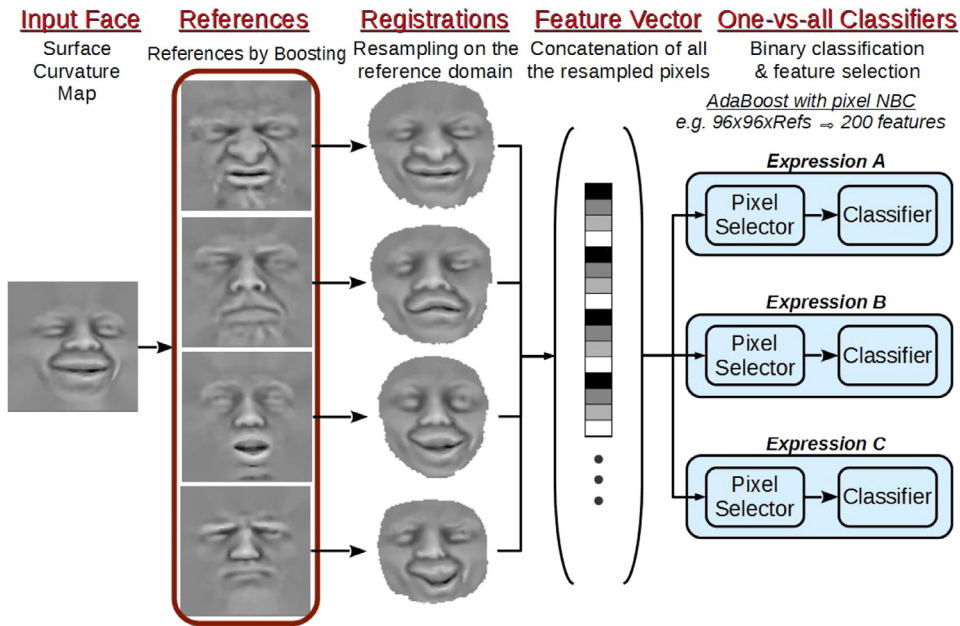 Input Face
Surface
Curvature
Map
References
References by Boosting
Registrations
Resampling on the
reference domain
Feature Vector
Concatenation of all
the resampled pixels
One-vs-all Classifiers
Binary classification
& feature selection
AdaBoost with pixel NBC
e.g. 96x96xRefs ⇒ 200 features
Expression A
Pixel
Selector
Classifier
Expression B
Pixel
Selector
Classifier
Expression C
Pixel
Selector
Classifier